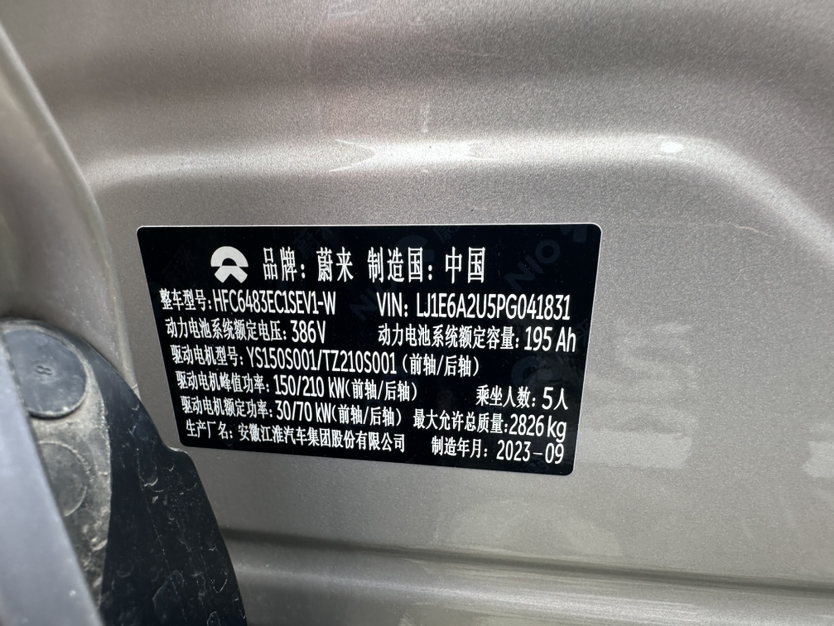 品牌: 蔚来 制造国: 中国
整车型号:HFC6483EC1SEV1-W VIN: LJ1E6A2U5PG041831
动力电池系统额定电压: 386V 动力电池系统额定容量: 195 Ah
驱动电机型号: YS150S001/TZ210S001 (前轴/后轴)
驱动电机峰值功率: 150/210 kW(前轴/后轴) 乘坐人数: 5人
驱动电机额定功率: 30/70 kW(前轴/后轴) 最大允许总质量:2826kg
生产厂名: 安徽江淮汽车集团股份有限公司 制造年月: 2023-09